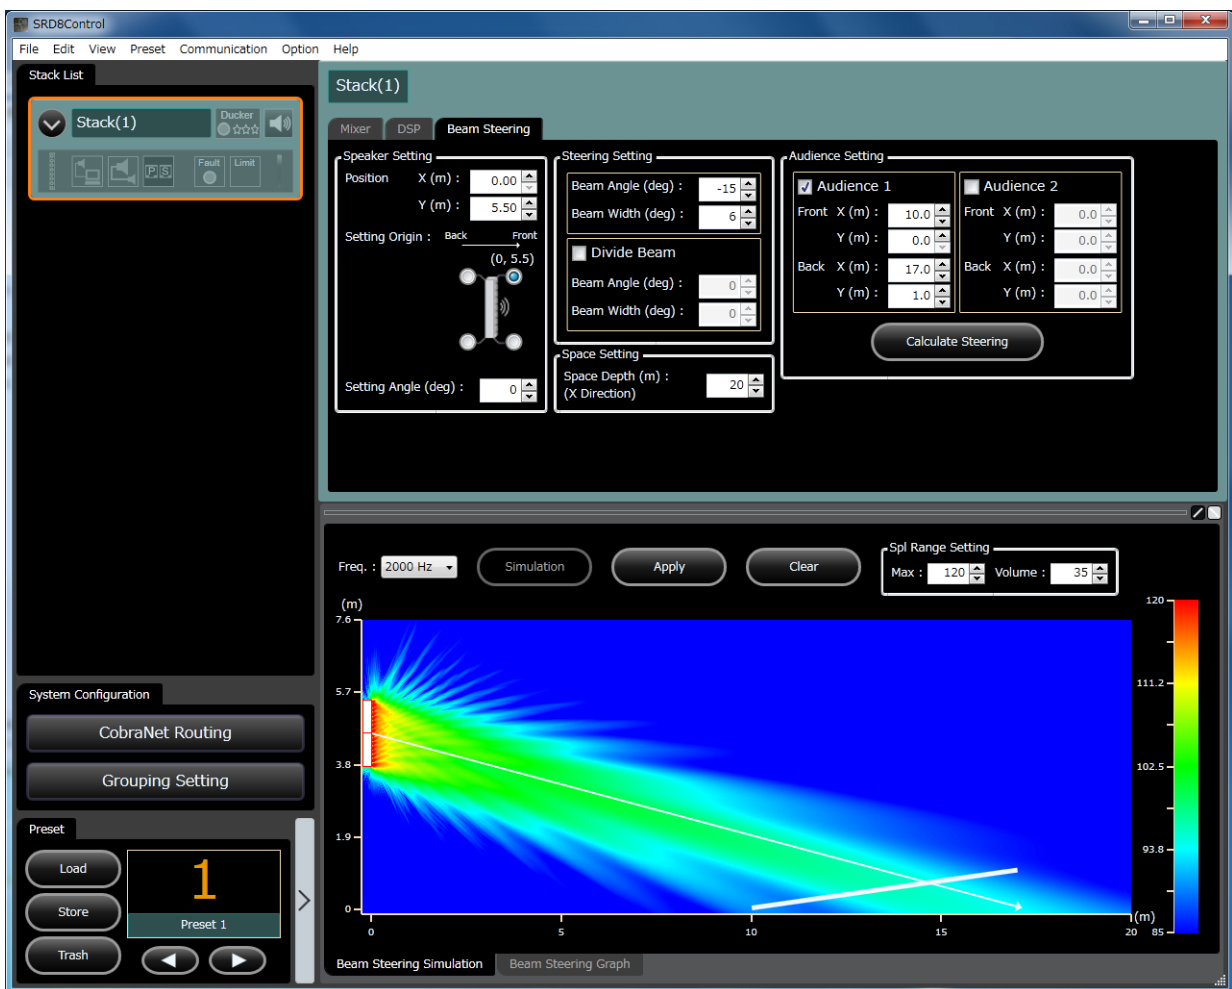 SRD8Control
File Edit View Preset Communication Option Help
Stack List
Stack(1)
Ducker
P S
Fault Limit
System Configuration
CobraNet Routing
Grouping Setting
Preset
Load
Store
Trash
1
Preset 1
Stack(1)
Mixer DSP Beam Steering
Speaker Setting
Position X (m) : 0.00
Y (m) : 5.50
Setting Origin : Back Front
(0, 5.5)
Setting Angle (deg) : 0
Steering Setting
Beam Angle (deg) : -15
Beam Width (deg) : 6
Divide Beam
Beam Angle (deg) : 0
Beam Width (deg) : 0
Space Setting
Space Depth (m) : 20
(X Direction)
Audience Setting
Audience 1
Front X (m) : 10.0
Y (m) : 0.0
Back X (m) : 17.0
Y (m) : 1.0
Audience 2
Front X (m) : 0.0
Y (m) : 0.0
Back X (m) : 0.0
Y (m) : 0.0
Calculate Steering
Freq. : 2000 Hz Simulation Apply Clear
Spl Range Setting
Max : 120 Volume : 35
(m)
7.6
5.7
3.8
1.9
0
0 5 10 15 20
(m)
120
111.2
102.5
93.8
85
Beam Steering Simulation Beam Steering Graph